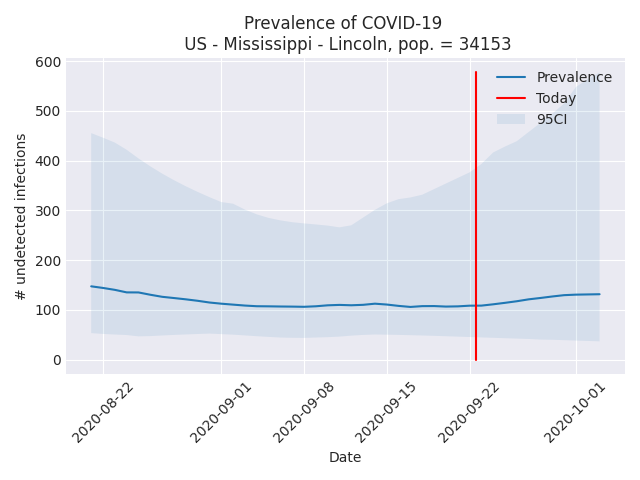 Prevalence of COVID-19
US - Mississippi - Lincoln, pop. = 34153
600
500
400
300
200
100
0
# undetected infections
Prevalence
Today
95CI
2020-08-22
2020-09-01
2020-09-08
2020-09-15
2020-09-22
2020-10-01
Date